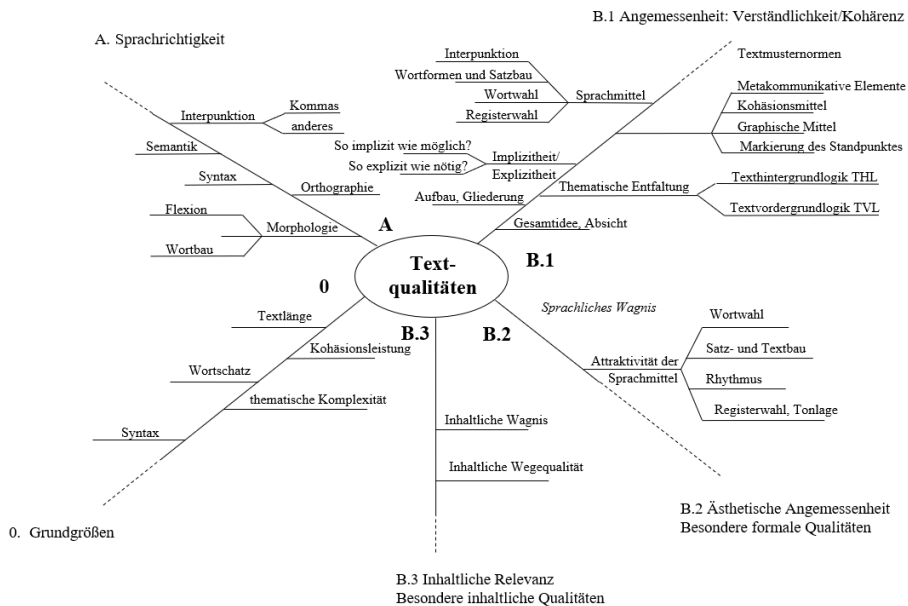 B.1 Angemessenheit: Verständlichkeit/Kohärenz
A. Sprachrichtigkeit
Interpunktion
Kommas
anderes
Semantik
Syntax
Orthographie
Flexion
Morphologie
Wortbau
A
Interpunktion
Wortformen und Satzbau
Wortwahl
Registerwahl
Sprachmittel
Textmusternormen
Metakommunikative Elemente
Kohäsionsmittel
Graphische Mittel
Markierung des Standpunktes
So implizit wie möglich?
So explizit wie nötig?
Implizitheit/
Explizitheit
Thematische Entfaltung
Texthintergrundlogik THL
Textvordergrundlogik TVL
Aufbau, Gliederung
Gesamtidee, Absicht
B.1
Text-
qualitäten
0
B.3
B.2
Textlänge
Kohäsionsleistung
Wortschatz
thematische Komplexität
Syntax
0. Grundgrößen
Inhaltliche Wagnis
Inhaltliche Wegequalität
B.3 Inhaltliche Relevanz
Besondere inhaltliche Qualitäten
Sprachliches Wagnis
Attraktivität der
Sprachmittel
Wortwahl
Satz- und Textbau
Rhythmus
Registerwahl, Tonlage
B.2 Ästhetische Angemessenheit
Besondere formale Qualitäten